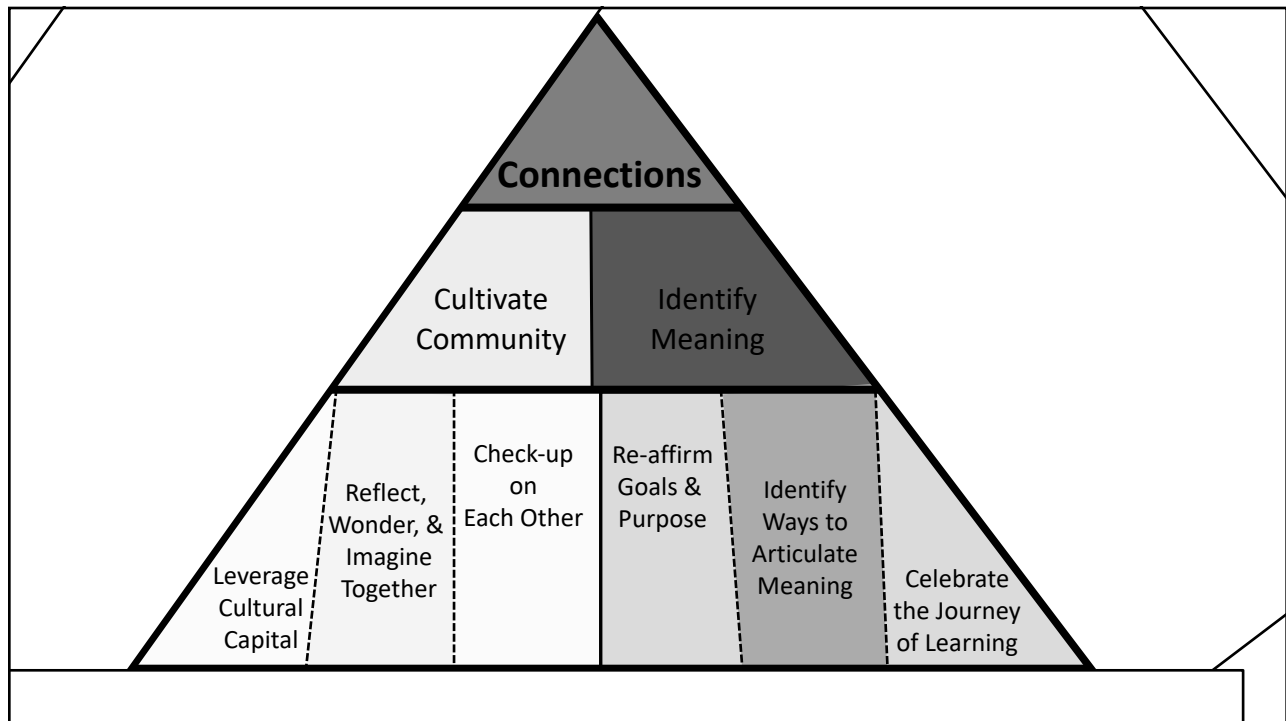 Connections
Cultivate
Community
Identify
Meaning
Leverage
Cultural
Capital
Reflect,
Wonder, &
Imagine
Together
Check-up
on
Each Other
Re-affirm
Goals &
Purpose
Identify
Ways to
Articulate
Meaning
Celebrate
the Journey
of Learning